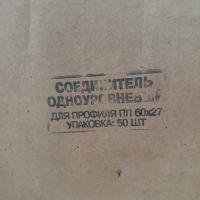 СОЕДИНИТЕЛЬ
ОДНОУРОВНЕВЫЙ
ДЛЯ ПРОФИЛЯ ПП 60х27
УПАКОВКА: 50 ШТ